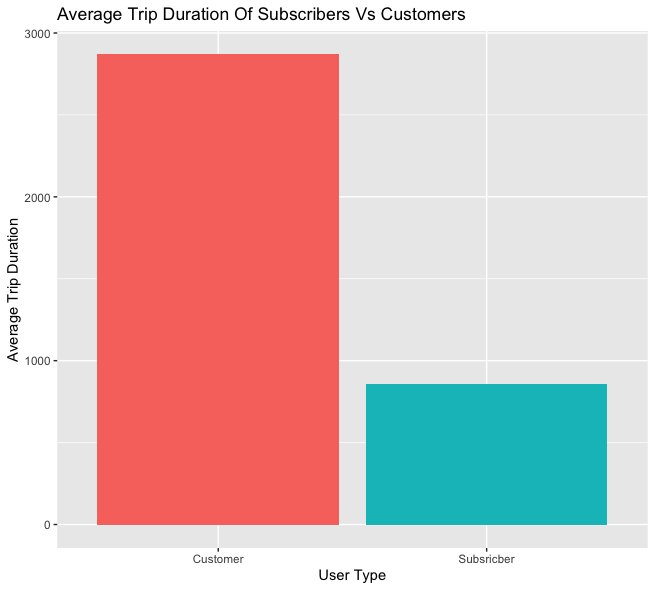 Average Trip Duration Of Subscribers Vs Customers
3000
2000
1000
0
Average Trip Duration
Customer
Subsricber
User Type